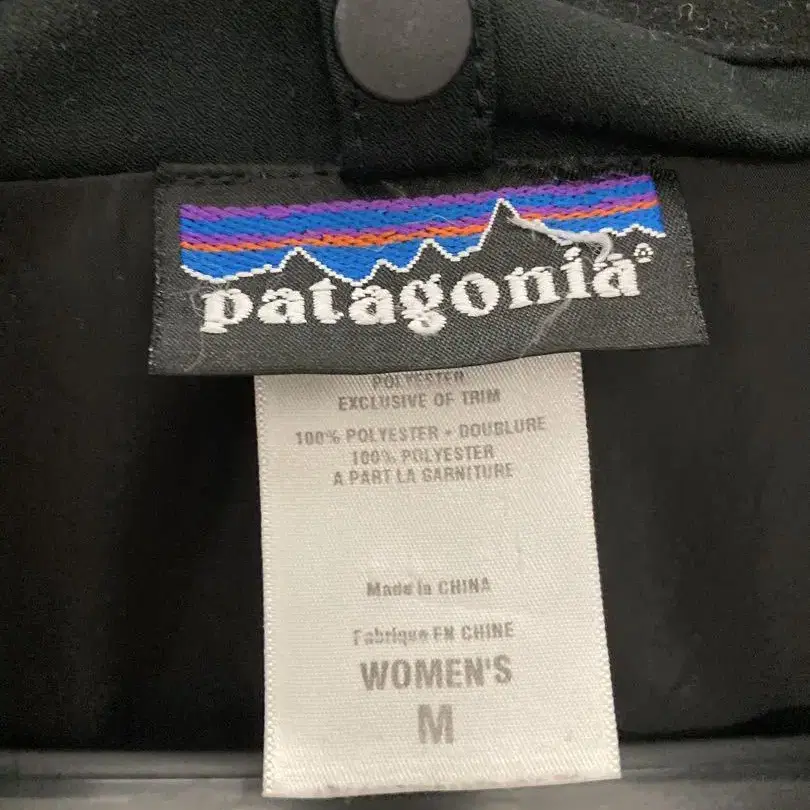 patagonia®
POLYESTER
EXCLUSIVE OF TRIM
100% POLYESTER - DOUBLURE
100% POLYESTER
A PART LA GARNITURE
Made in CHINA
Fabrique EN CHINE
WOMEN'S
M